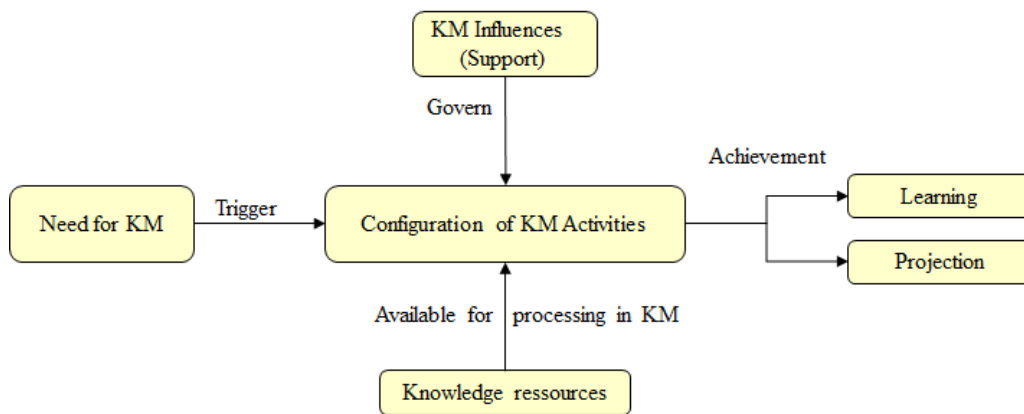 KM Influences
(Support)
Govern
Achievement
Need for KM
Trigger
Configuration of KM Activities
Learning
Projection
Available for processing in KM
Knowledge ressources